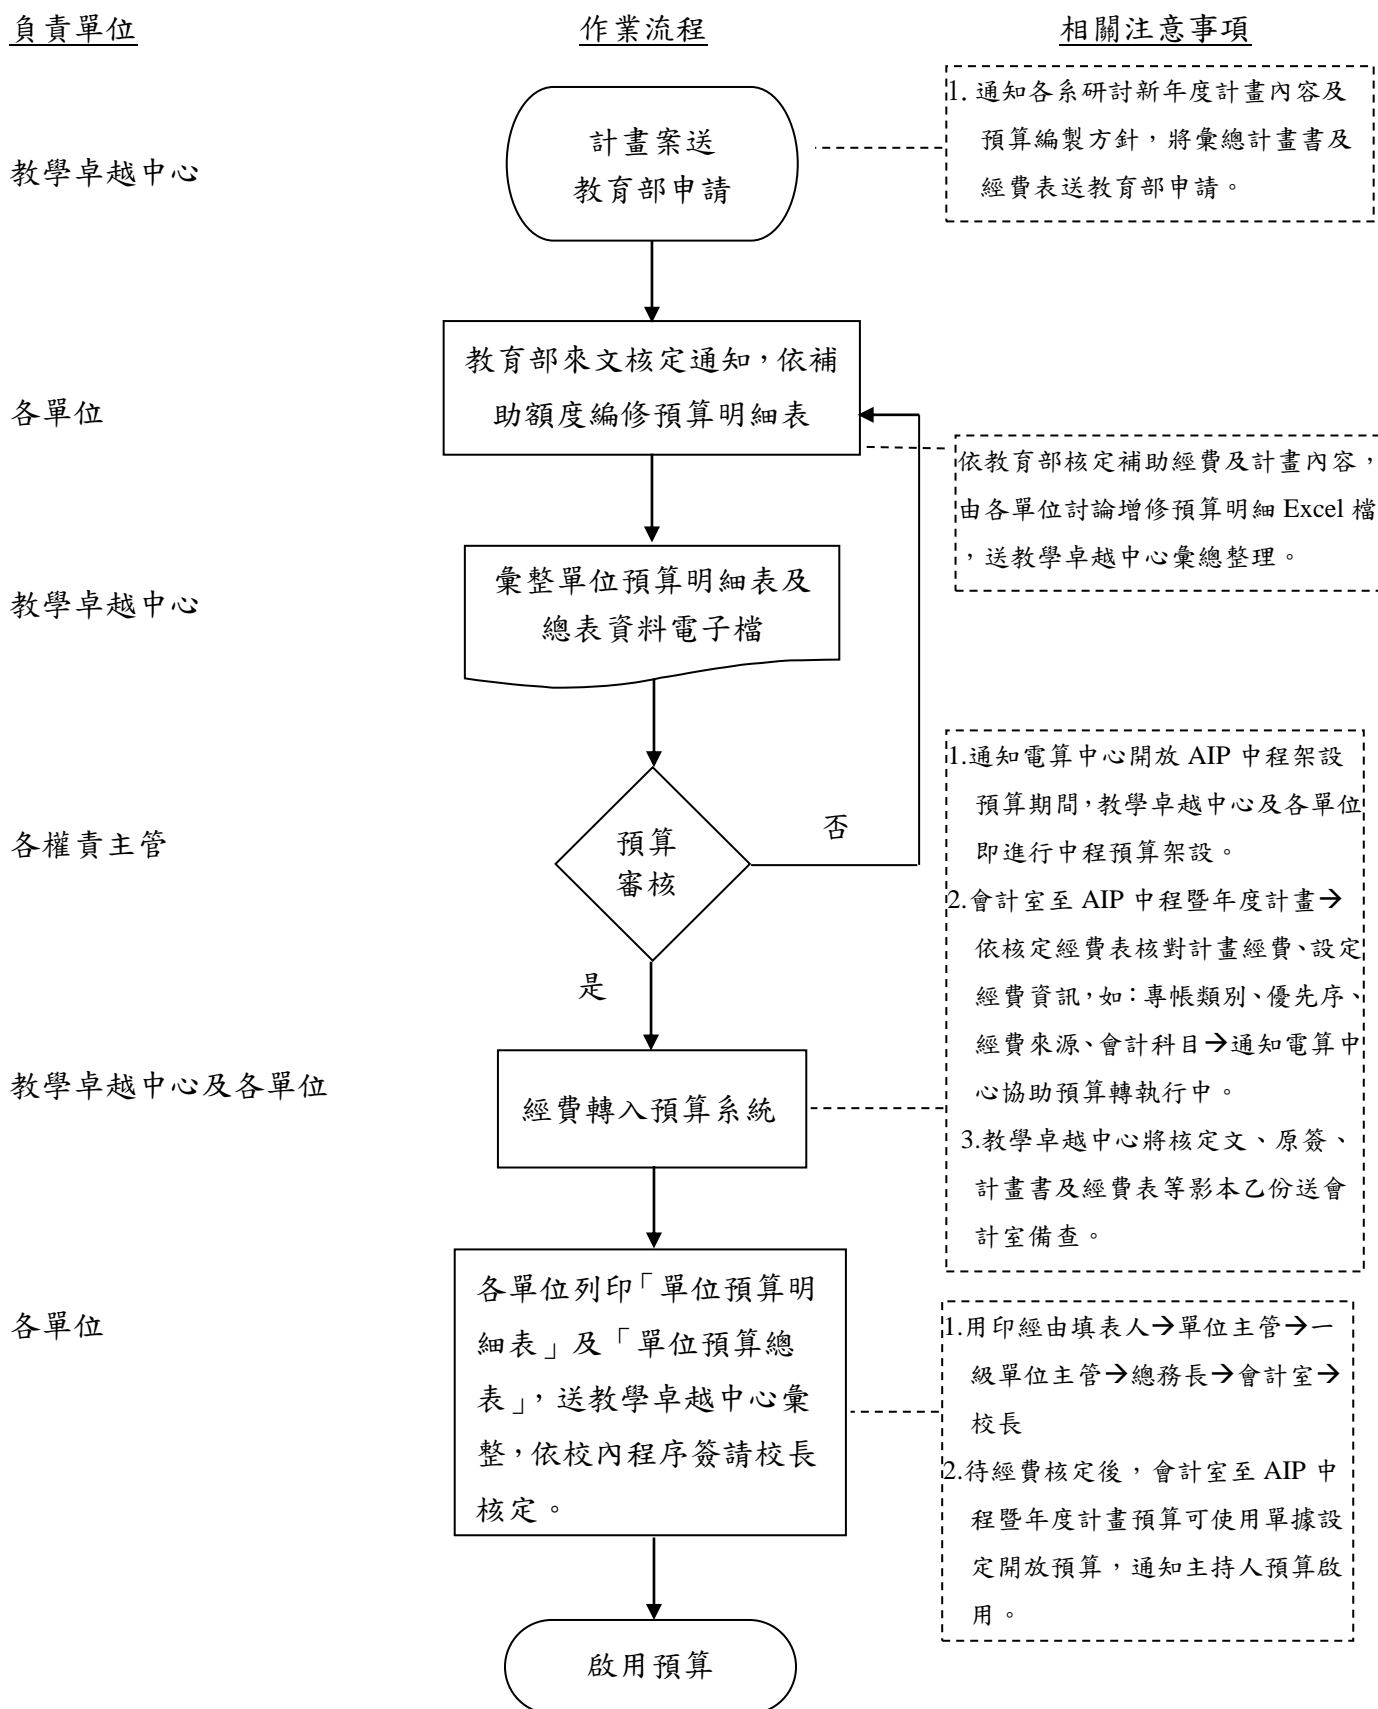 負責單位
作業流程
相關注意事項
教學卓越中心
計畫案送
教育部申請
1. 通知各系研討新年度計畫內容及
預算編製方針，將彙總計畫書及
經費表送教育部申請。
各單位
教育部來文核定通知，依補
助額度編修預算明細表
依教育部核定補助經費及計畫內容，
由各單位討論增修預算明細 Excel 檔
，送教學卓越中心彙總整理。
教學卓越中心
彙整單位預算明細表及
總表資料電子檔
各權責主管
預算
審核
否
是
1.通知電算中心開放 AIP 中程架設
預算期間，教學卓越中心及各單位
即進行中程預算架設。
2.會計室至 AIP 中程暨年度計畫→
依核定經費表核對計畫經費、設定
經費資訊，如：專帳類別、優先序、
經費來源、會計科目→通知電算中
心協助預算轉執行中。
3.教學卓越中心將核定文、原簽、
計畫書及經費表等影本乙份送會
計室備查。
教學卓越中心及各單位
經費轉入預算系統
各單位
各單位列印「單位預算明
細表」及「單位預算總
表」，送教學卓越中心彙
整，依校內程序簽請校長
核定。
1.用印經由填表人→單位主管→一
級單位主管→總務長→會計室→
校長
2.待經費核定後，會計室至 AIP 中
程暨年度計畫預算可使用單據設
定開放預算，通知主持人預算啟
用。
啟用預算